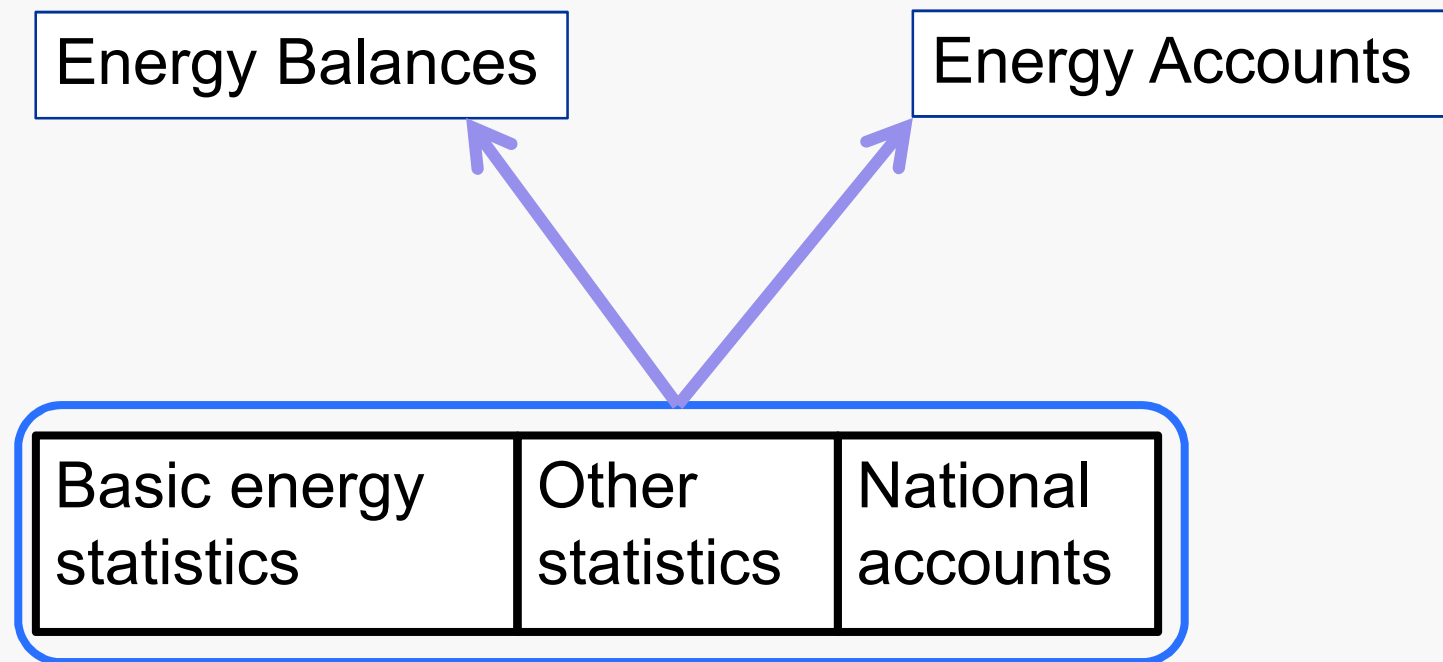 Energy Balances
Energy Accounts
Basic energy
statistics
Other
statistics
National
accounts